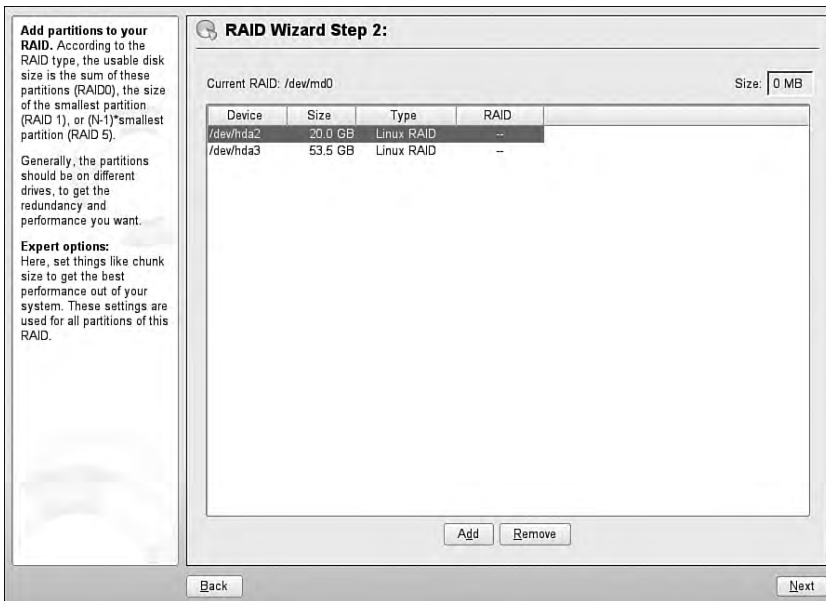 Add partitions to your
RAID. According to the
RAID type, the usable disk
size is the sum of these
partitions (RAID0), the size
of the smallest partition
(RAID 1), or (N-1)*smallest
partition (RAID 5).
Generally, the partitions
should be on different
drives, to get the
redundancy and
performance you want.
Expert options:
Here, set things like chunk
size to get the best
performance out of your
system. These settings are
used for all partitions of this
RAID.
RAID Wizard Step 2:
Current RAID: /dev/md0
Size: 0 MB
Device Size Type RAID
/dev/hda2 20.0 GB Linux RAID --
/dev/hda3 53.5 GB Linux RAID --
Add Remove
Back Next